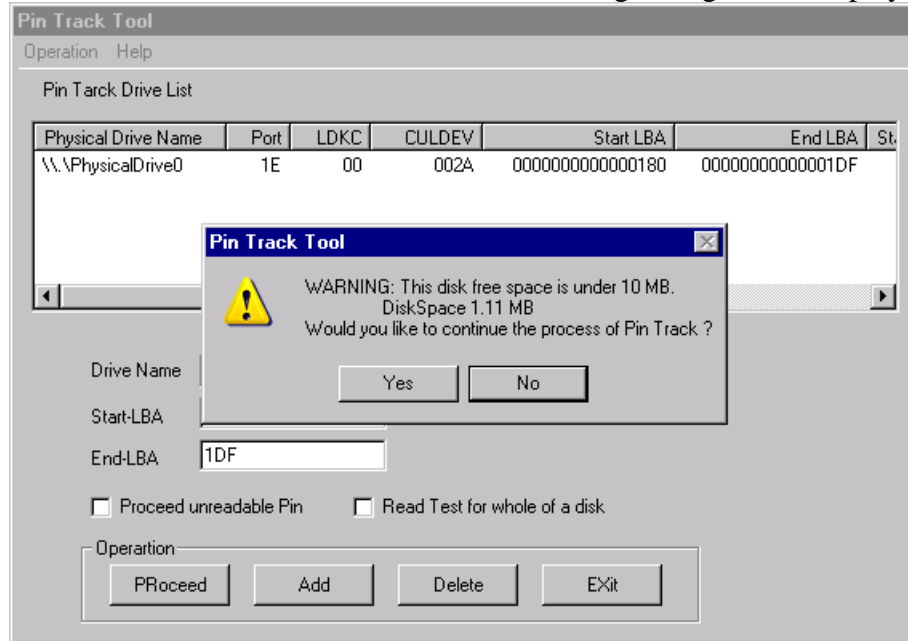 Pin Track Tool
Operation Help
Pin Tarck Drive List
Physical Drive Name Port LDKC CULDEV Start LBA End LBA
\\.\PhysicalDrive0 1E 00 002A 0000000000000180 00000000000001DF
Pin Track Tool
WARNING: This disk free space is under 10 MB.
DiskSpace 1.11 MB
Would you like to continue the process of Pin Track ?
Yes No
Drive Name
Start-LBA
End-LBA 1DF
Proceed unreadable Pin Read Test for whole of a disk
Operartion
PRoceed Add Delete EXit